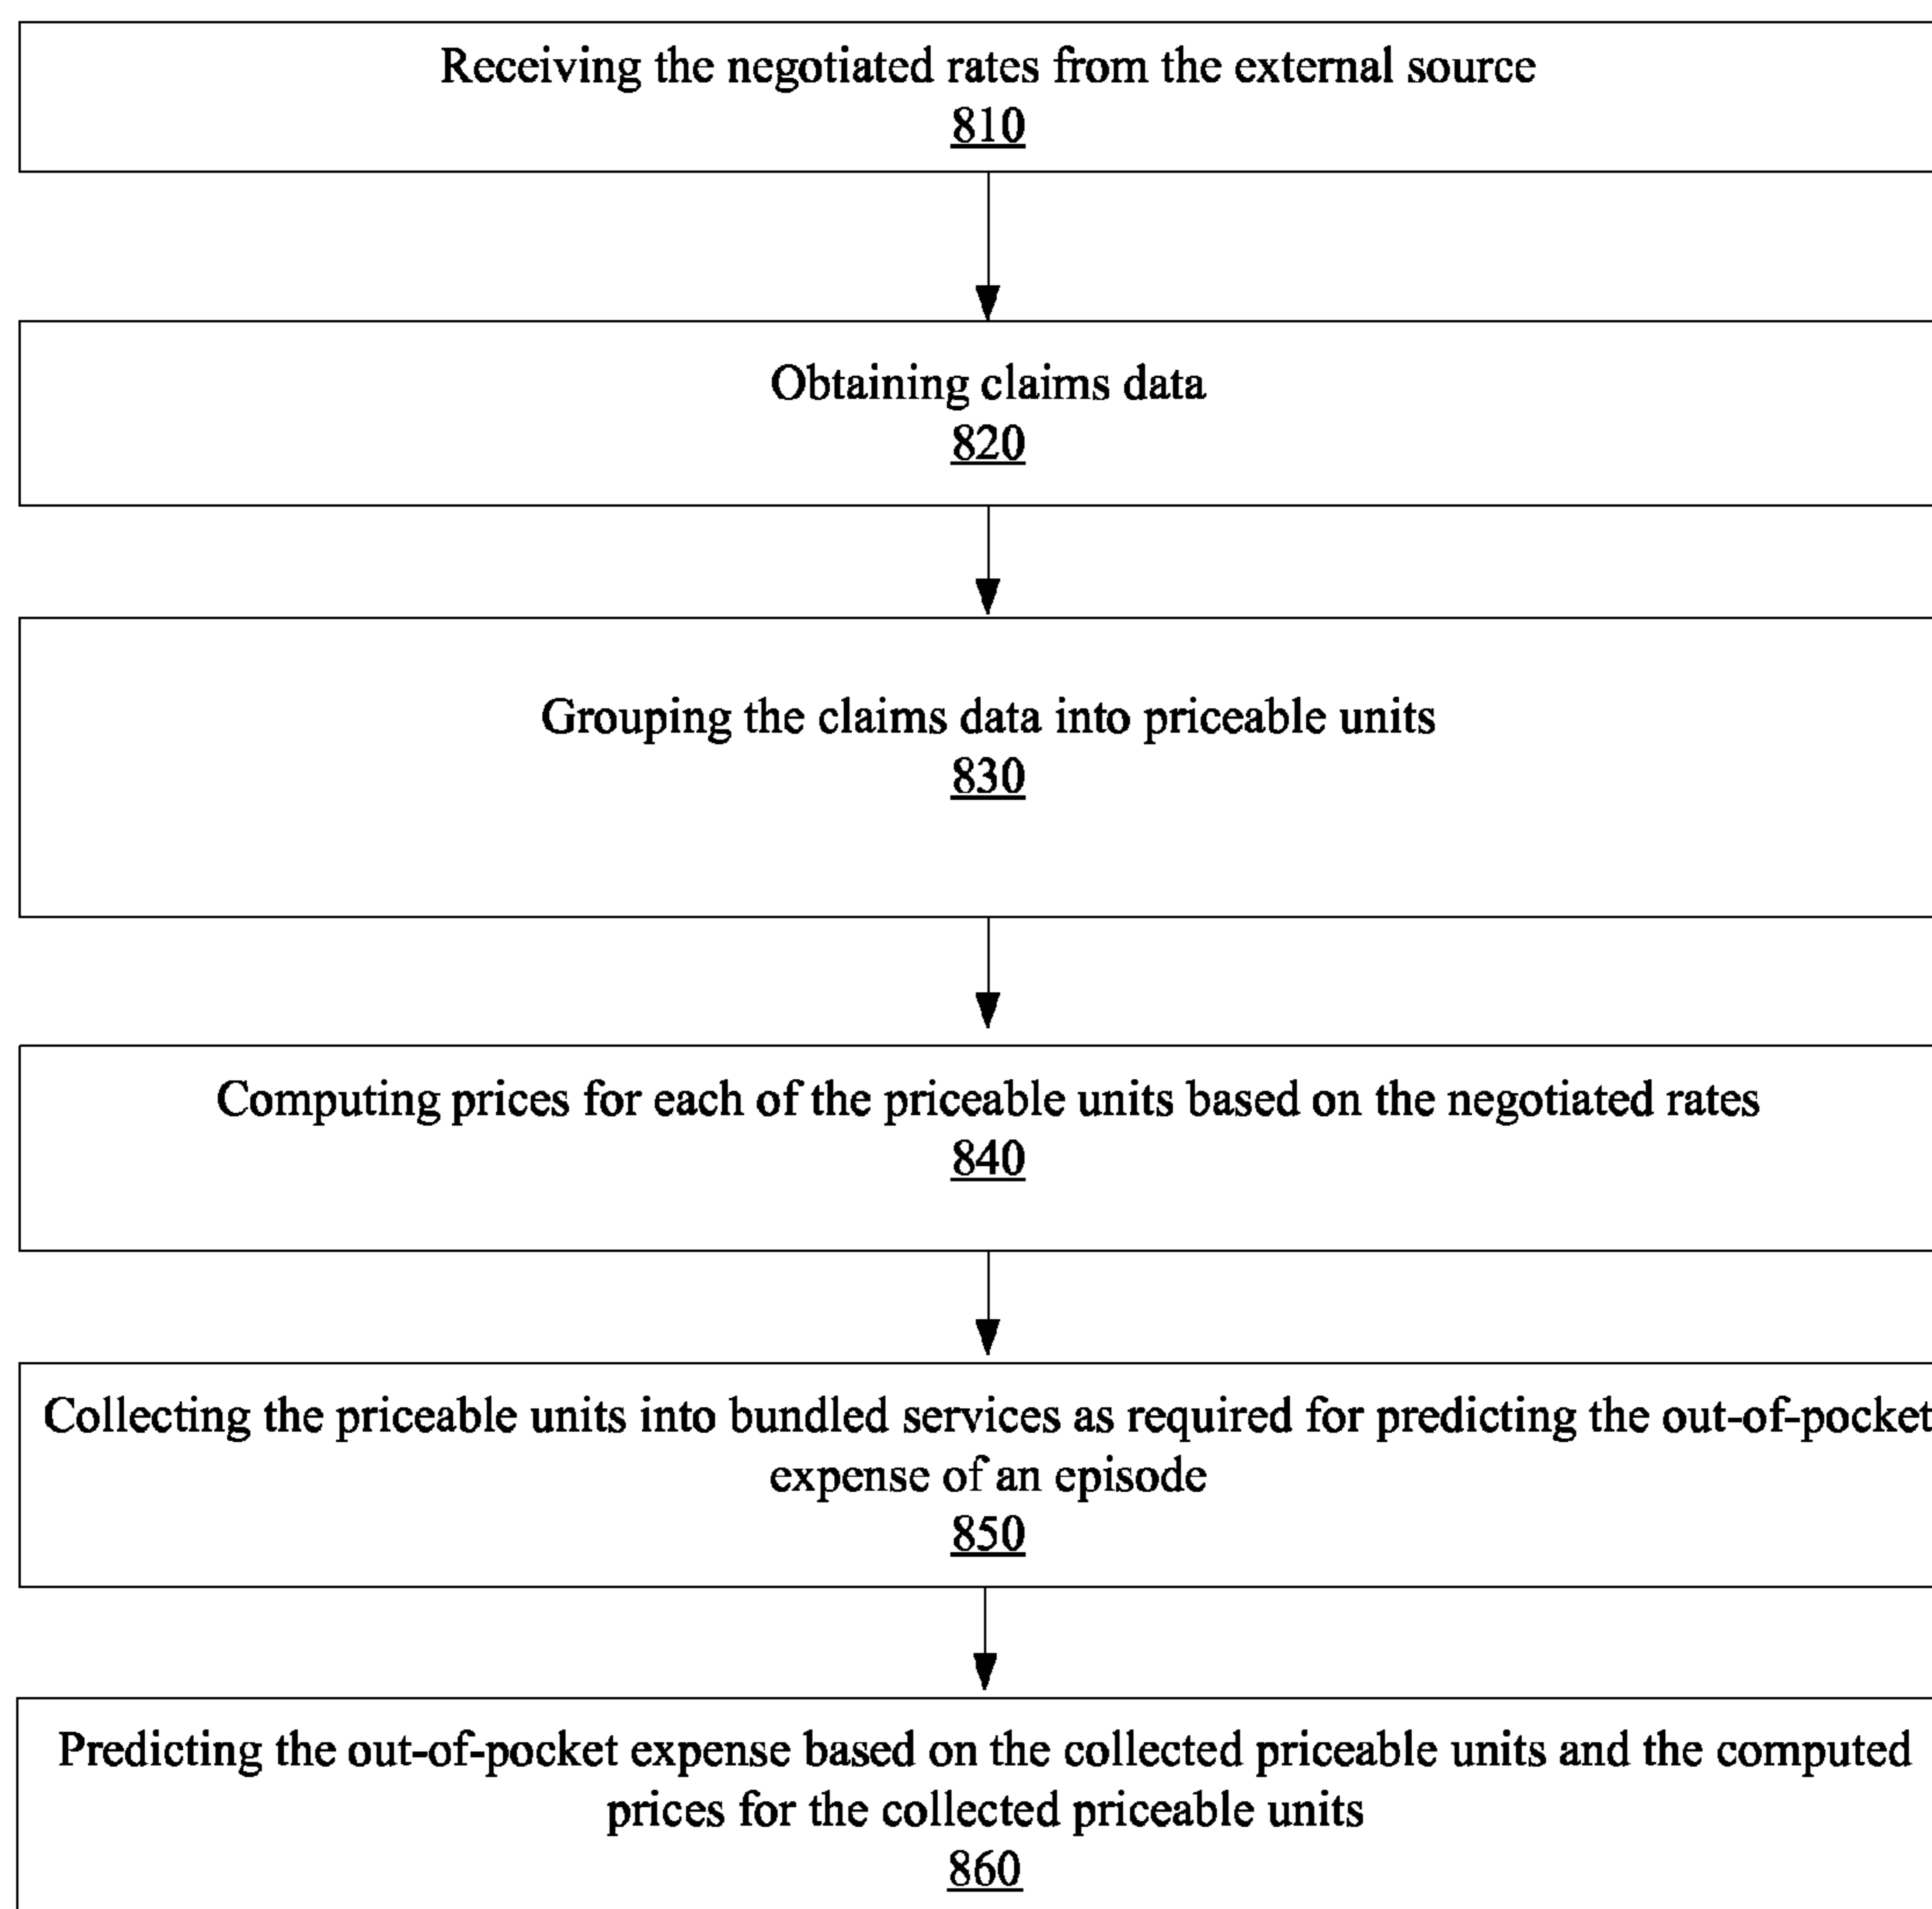 Receiving the negotiated rates from the external source
810
Obtaining claims data
820
Grouping the claims data into priceable units
830
Computing prices for each of the priceable units based on the negotiated rates
840
Collecting the priceable units into bundled services as required for predicting the out-of-pocket
expense of an episode
850
Predicting the out-of-pocket expense based on the collected priceable units and the computed
prices for the collected priceable units
860